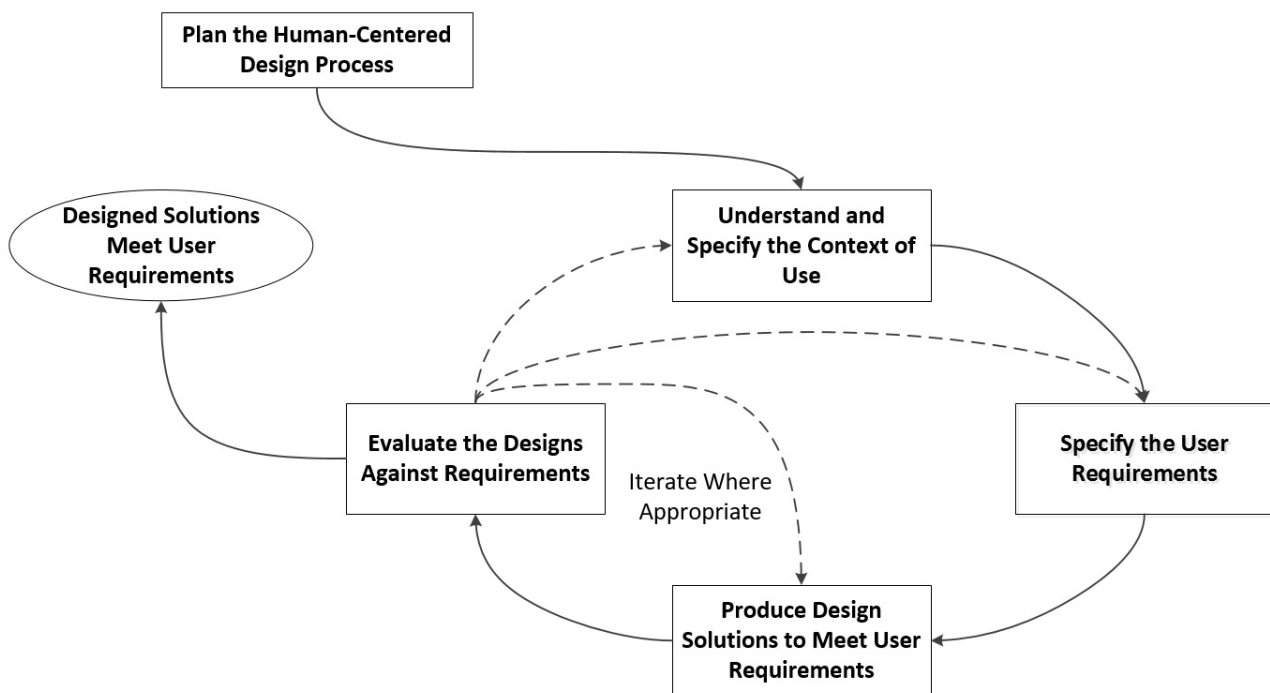 Plan the Human-Centered
Design Process
Designed Solutions
Meet User
Requirements
Understand and
Specify the Context of
Use
Evaluate the Designs
Against Requirements
Specify the User
Requirements
Iterate Where
Appropriate
Produce Design
Solutions to Meet User
Requirements